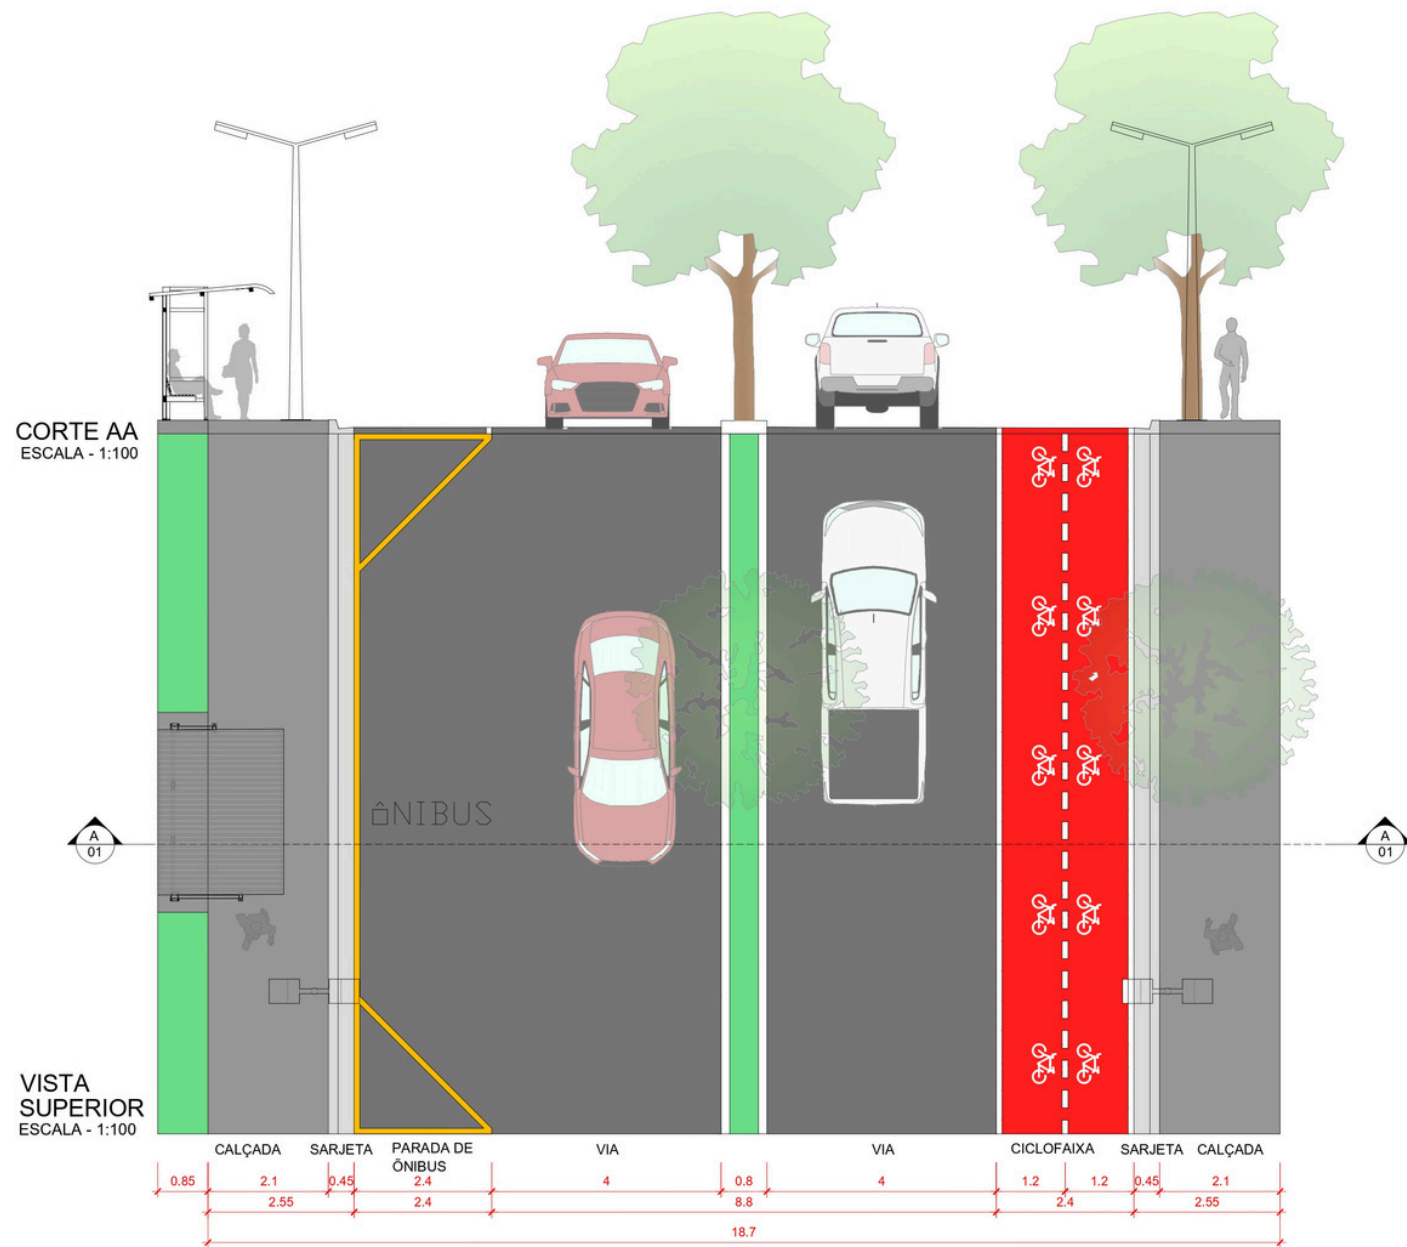 CORTE AA
ESCALA - 1:100
ÔNIBUS
A
01
A
01
VISTA
SUPERIOR
ESCALA - 1:100
CALÇADA SARJETA PARADA DE VIA VIA CICLOFAIXA SARJETA CALÇADA
ÔNIBUS
0.85 2.1 0.45 2.4 4 0.8 4 1.2 1.2 0.45 2.1
2.55 2.4 8.8 2.4 2.55
18.7